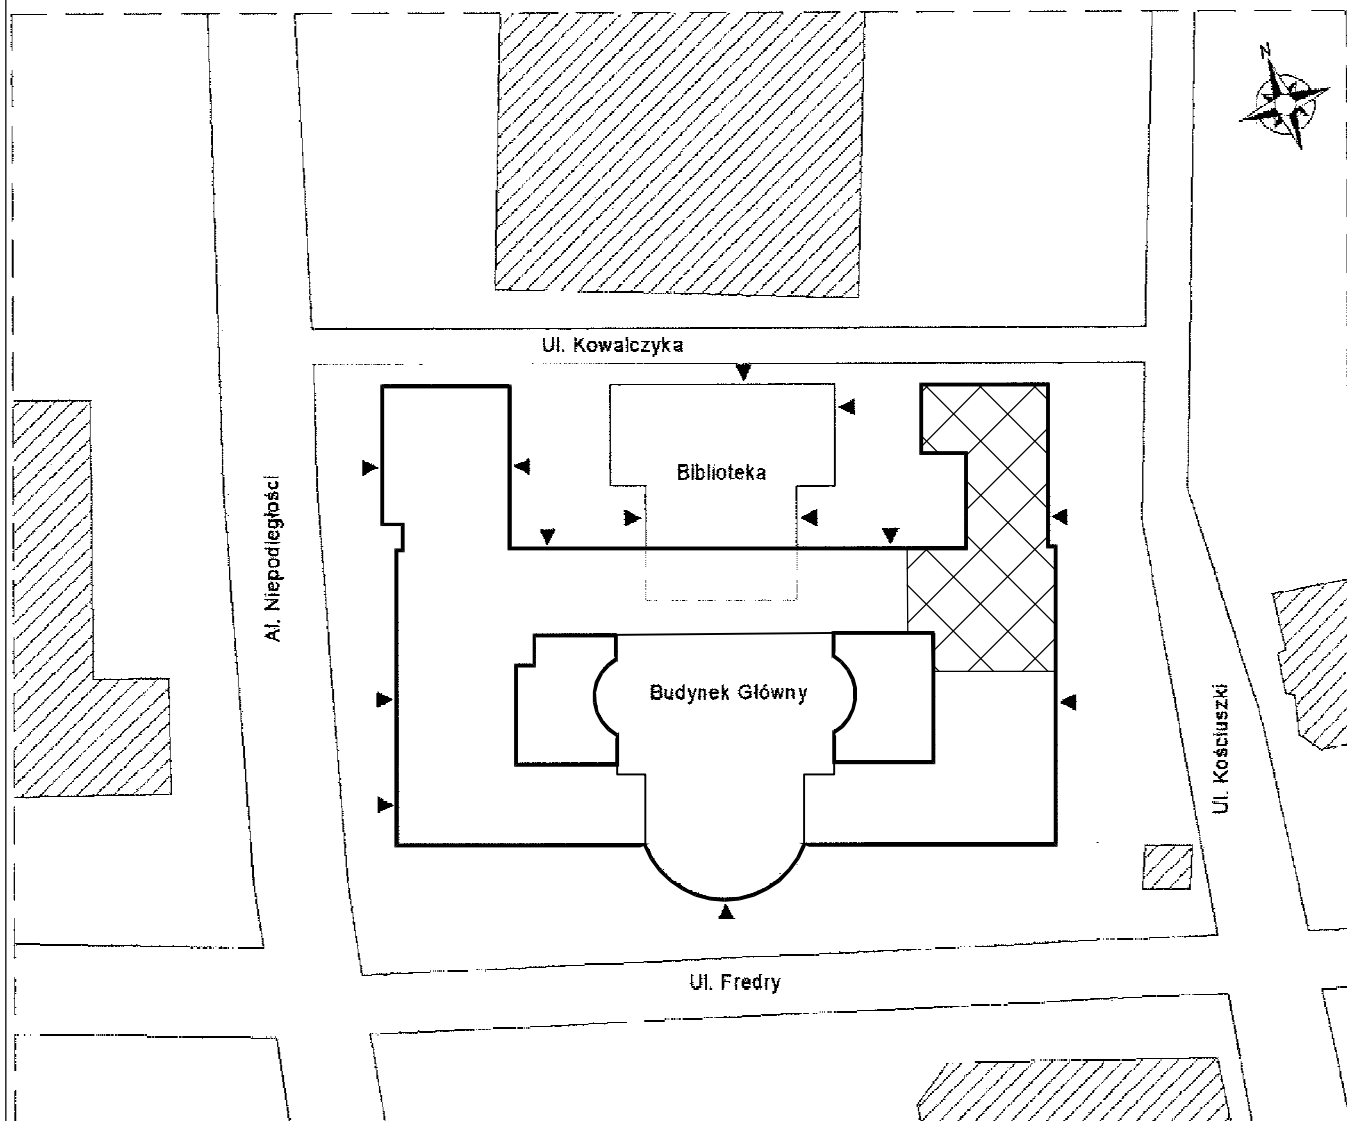 N
Ul. Kowalczyka
Biblioteka
Al. Niepodległości
Budynek Główny
Ul. Kościuszki
Ul. Fredry